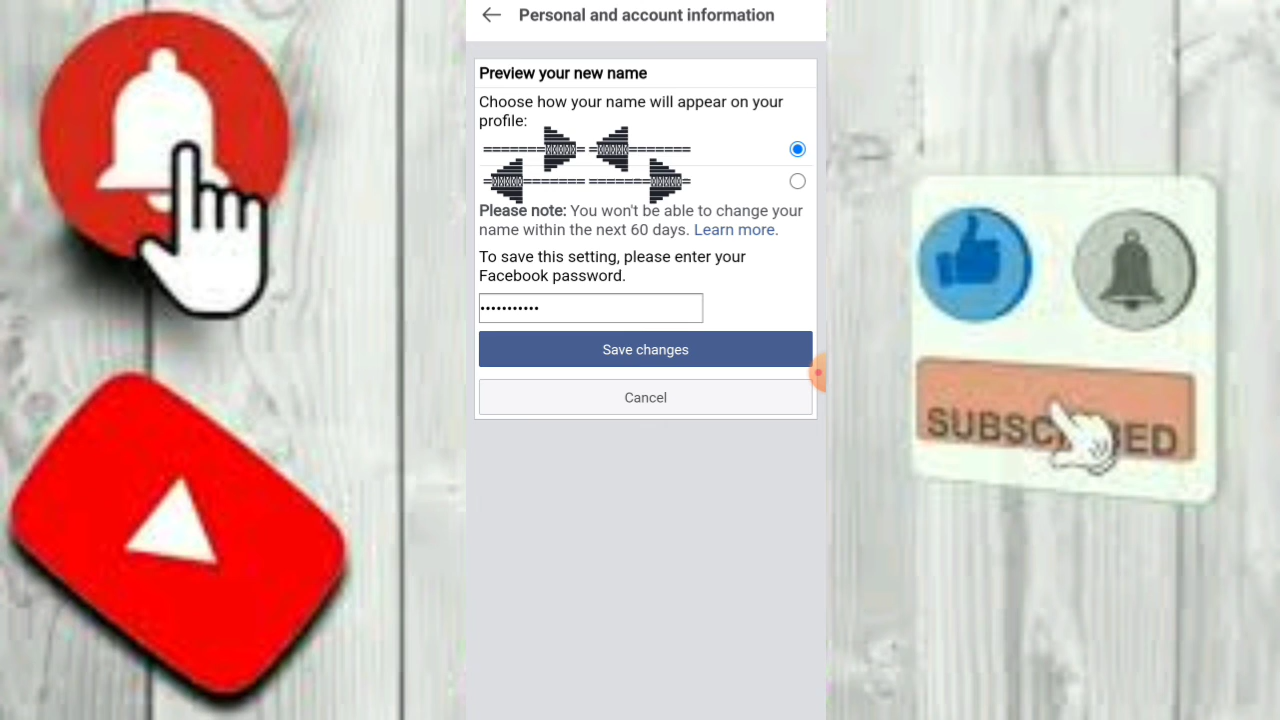 Personal and account information
Preview your new name
Choose how your name will appear on your
profile:
Please note: You won't be able to change your
name within the next 60 days. Learn more.
To save this setting, please enter your
Facebook password.
•••••••••••
Save changes
Cancel